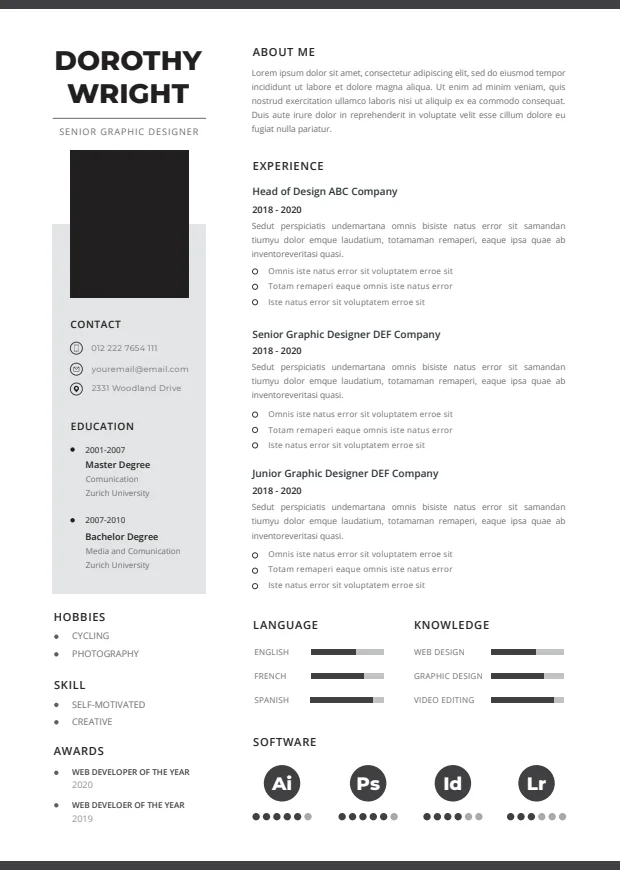 DOROTHY
WRIGHT
SENIOR GRAPHIC DESIGNER
CONTACT
012 222 7654 111
youremail@email.com
2331 Woodland Drive
EDUCATION
2001-2007
Master Degree
Comunication
Zurich University
2007-2010
Bachelor Degree
Media and Comunication
Zurich University
HOBBIES
CYCLING
PHOTOGRAPHY
SKILL
SELF-MOTIVATED
CREATIVE
AWARDS
WEB DEVELOPER OF THE YEAR
2020
WEB DEVELOER OF THE YEAR
2019
ABOUT ME
Lorem ipsum dolor sit amet, consectetur adipiscing elit, sed do eiusmod tempor
incididunt ut labore et dolore magna aliqua. Ut enim ad minim veniam, quis
nostrud exercitation ullamco laboris nisi ut aliquip ex ea commodo consequat.
Duis aute irure dolor in reprehenderit in voluptate velit esse cillum dolore eu
fugiat nulla pariatur.
EXPERIENCE
Head of Design ABC Company
2018 - 2020
Sedut perspiciatis undemartana omnis bisiste natus error sit samandan
tiumyu dolor emque laudatium, totamaman remaperi, eaque ipsa quae ab
inventoreveritasi quasi.
Omnis iste natus error sit voluptatem erroe sit
Totam remaperi eaque omnis iste natus error
Iste natus error sit voluptatem erroe sit
Senior Graphic Designer DEF Company
2018 - 2020
Sedut perspiciatis undemartana omnis bisiste natus error sit samandan
tiumyu dolor emque laudatium, totamaman remaperi, eaque ipsa quae ab
inventoreveritasi quasi.
Omnis iste natus error sit voluptatem erroe sit
Totam remaperi eaque omnis iste natus error
Iste natus error sit voluptatem erroe sit
Junior Graphic Designer DEF Company
2018 - 2020
Sedut perspiciatis undemartana omnis bisiste natus error sit samandan
tiumyu dolor emque laudatium, totamaman remaperi, eaque ipsa quae ab
inventoreveritasi quasi.
Omnis iste natus error sit voluptatem erroe sit
Totam remaperi eaque omnis iste natus error
Iste natus error sit voluptatem erroe sit
LANGUAGE
ENGLISH
FRENCH
SPANISH
KNOWLEDGE
WEB DESIGN
GRAPHIC DESIGN
VIDEO EDITING
SOFTWARE
Ai Ps Id Lr